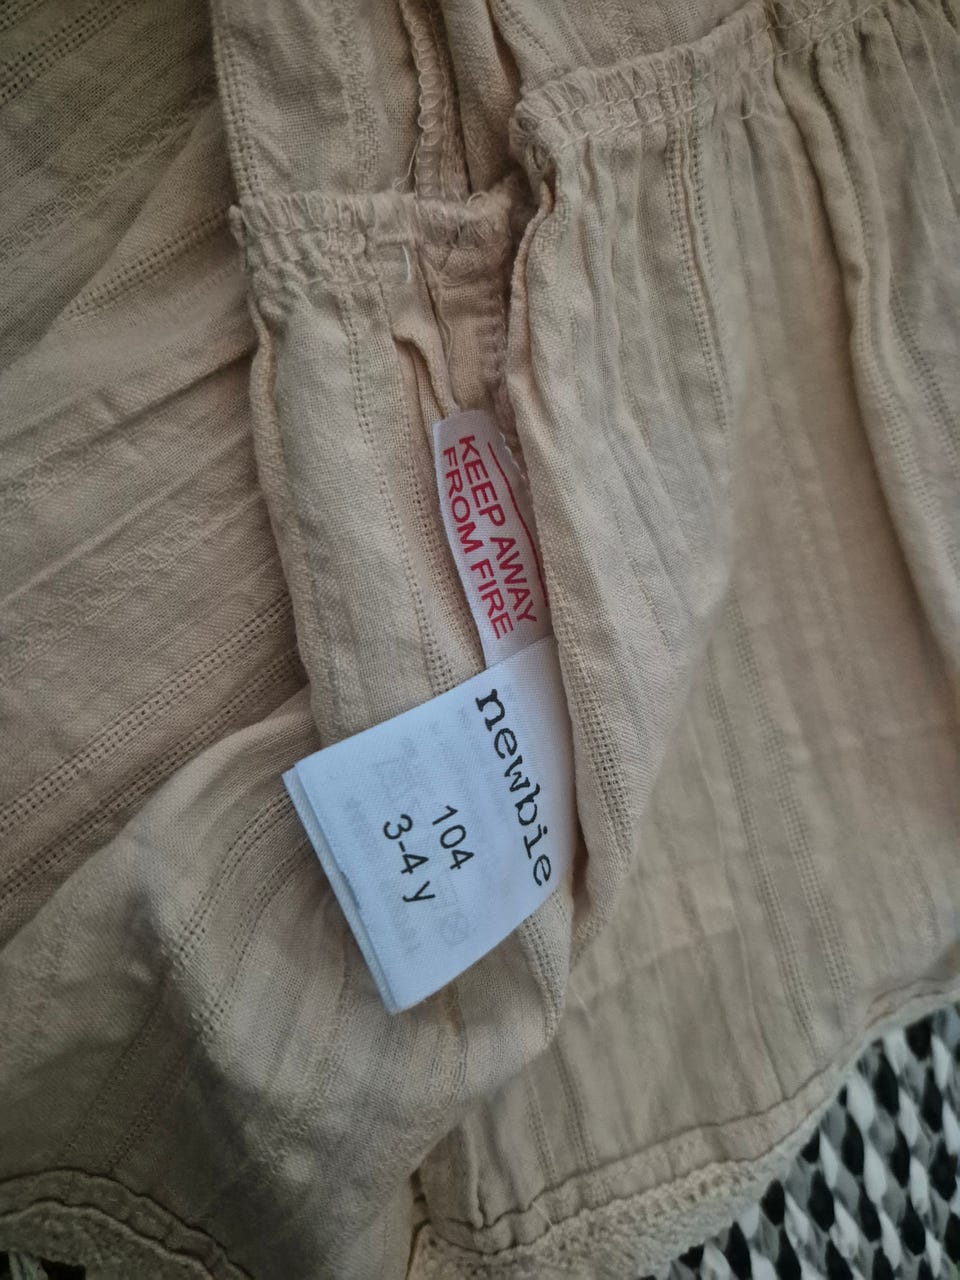 KEEP AWAY
FROM FIRE
newbie
104
3-4 y